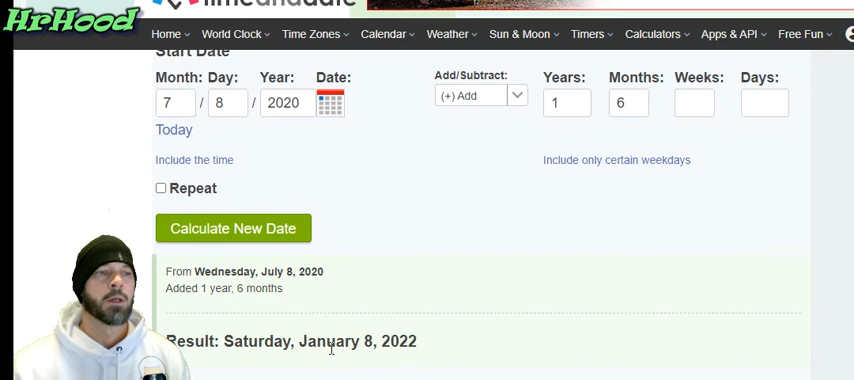 HrHood
timeanddate
Home World Clock Time Zones Calendar Weather Sun & Moon Timers Calculators Apps & API Free Fun
Start Date
Month: Day: Year: Date: Add/Subtract: Years: Months: Weeks: Days:
7 / 8 / 2020 (+) Add 1 6
Today
Include the time Include only certain weekdays
Repeat
Calculate New Date
From Wednesday, July 8, 2020
Added 1 year, 6 months
Result: Saturday, January 8, 2022